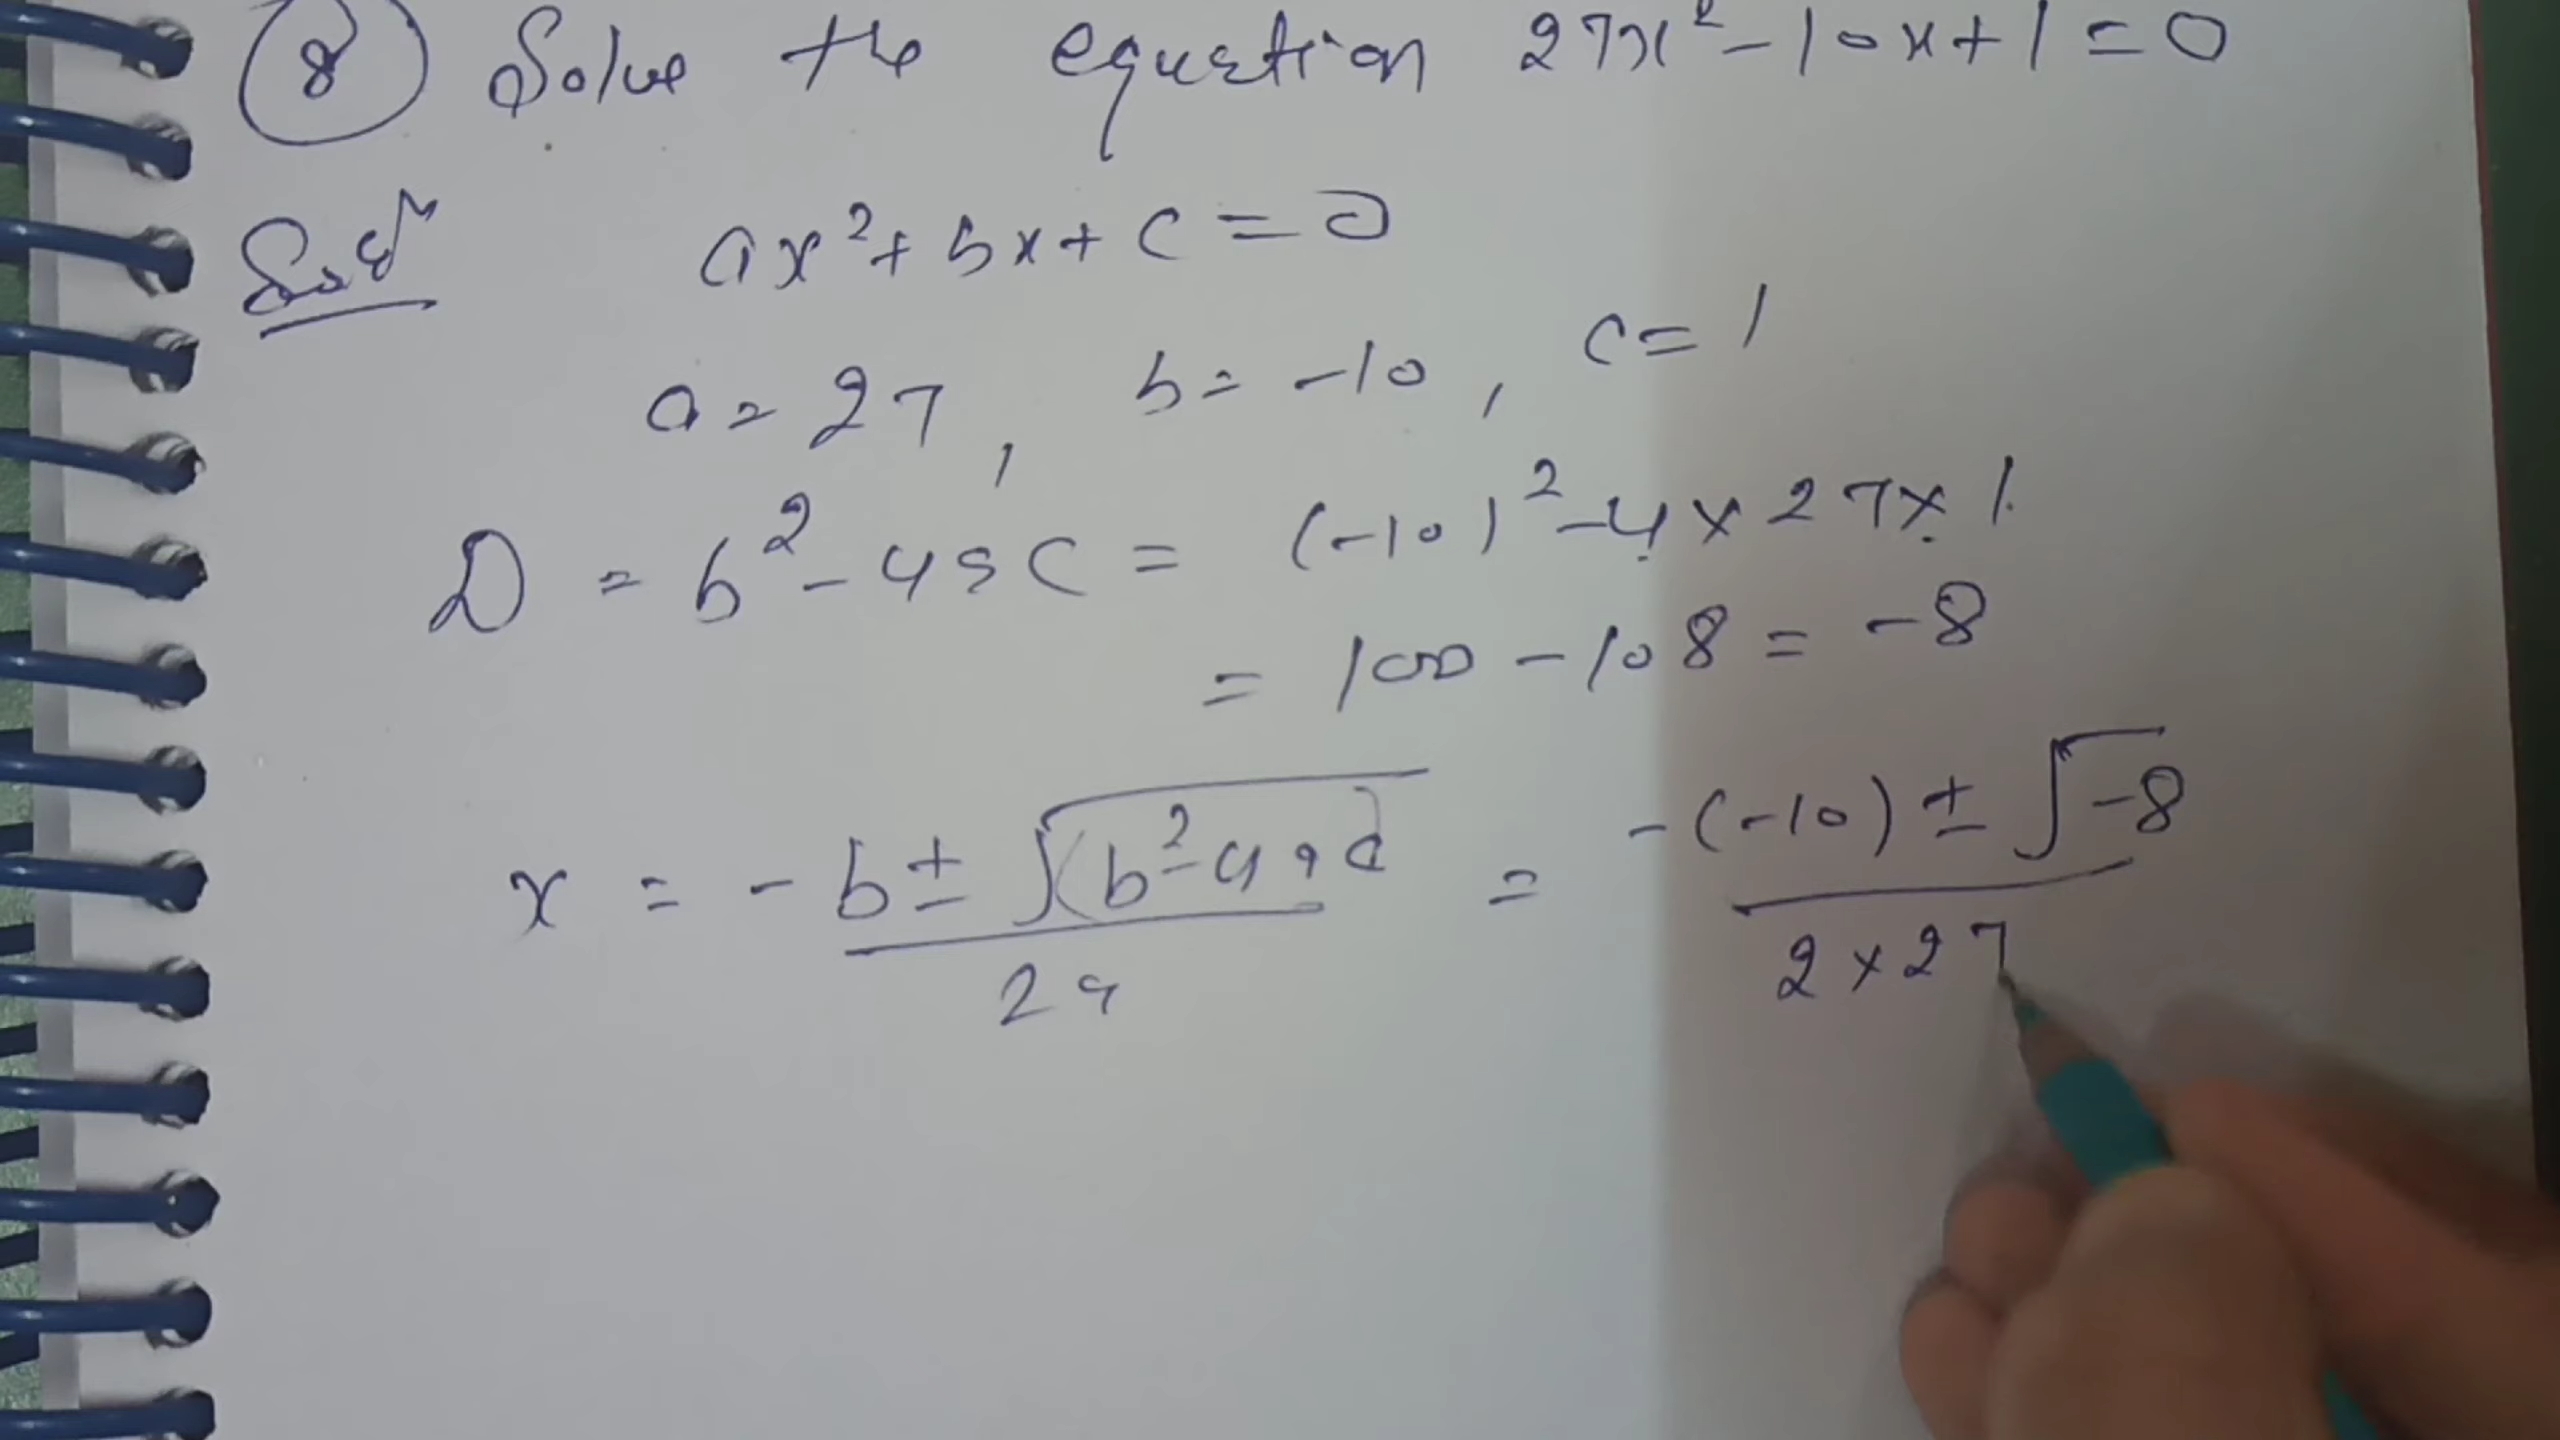 8 Solve the equation 27x² - 10x + 1 = 0
Solⁿ ax² + bx + c = 0
a = 27, b = -10, c = 1
D = b² - 4ac = (-10)² - 4 × 27 × 1
= 100 - 108 = -8
x = -b ± √(b² - 4ac) / 2a = -(-10) ± √-8 / 2 × 27